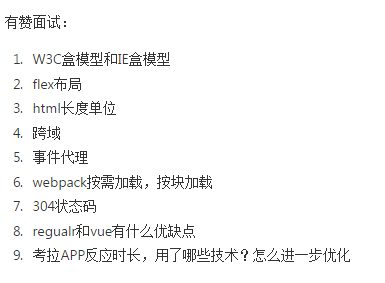 有赞面试：
1. W3C盒模型和IE盒模型
2. flex布局
3. html长度单位
4. 跨域
5. 事件代理
6. webpack按需加载，按块加载
7. 304状态码
8. regualr和vue有什么优缺点
9. 考拉APP反应时长，用了哪些技术？怎么进一步优化